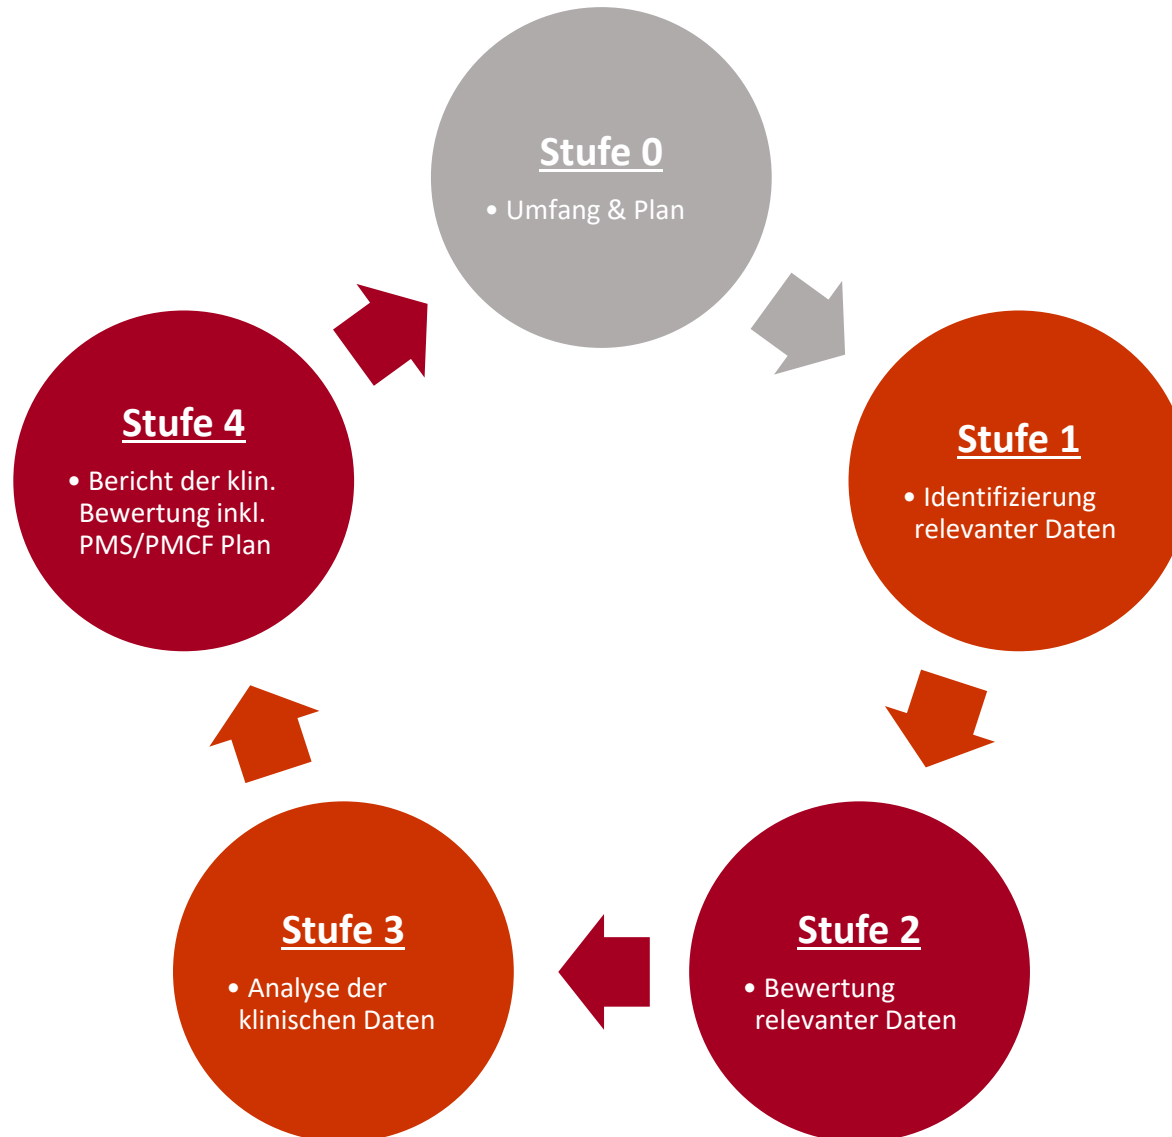 Stufe 0
• Umfang & Plan
Stufe 1
• Identifizierung
relevanter Daten
Stufe 2
• Bewertung
relevanter Daten
Stufe 3
• Analyse der
klinischen Daten
Stufe 4
• Bericht der klin.
Bewertung inkl.
PMS/PMCF Plan